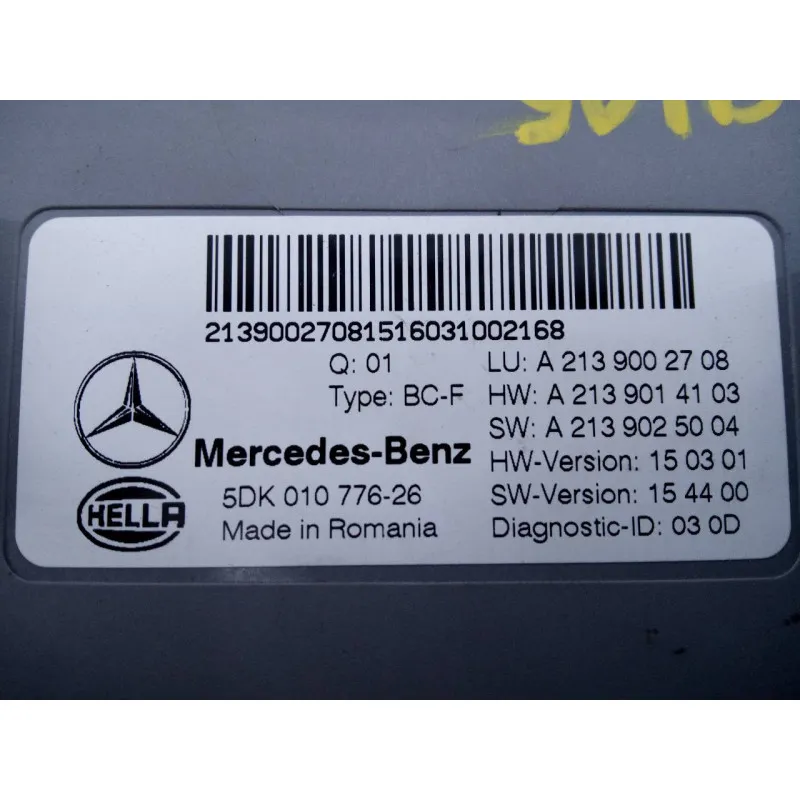 2139002708151603100216​8
Q: 01
Type: BC-F
LU: A 213 900 27 08
HW: A 213 901 41 03
SW: A 213 902 50 04
HW-Version: 15 03 01
SW-Version: 15 44 00
Diagnostic-ID: 03 0D
Mercedes-Benz
HELLA
5DK 010 776-26
Made in Romania